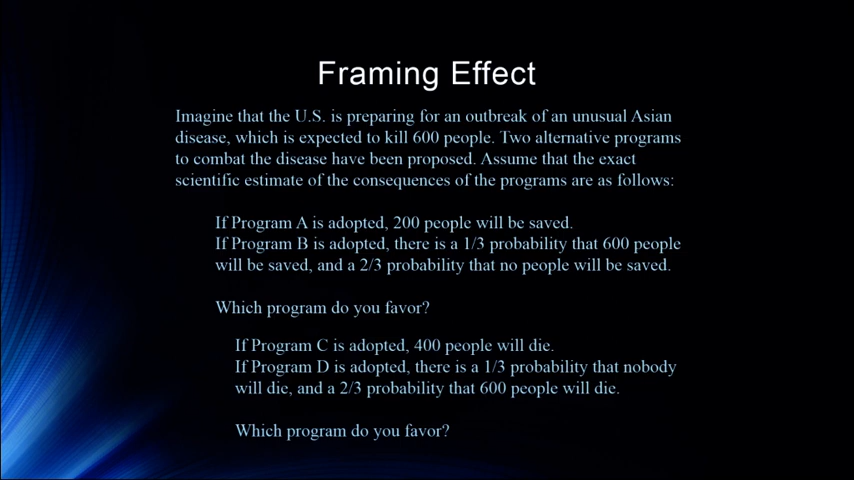 Framing Effect
Imagine that the U.S. is preparing for an outbreak of an unusual Asian
disease, which is expected to kill 600 people. Two alternative programs
to combat the disease have been proposed. Assume that the exact
scientific estimate of the consequences of the programs are as follows:
If Program A is adopted, 200 people will be saved.
If Program B is adopted, there is a 1/3 probability that 600 people
will be saved, and a 2/3 probability that no people will be saved.
Which program do you favor?
If Program C is adopted, 400 people will die.
If Program D is adopted, there is a 1/3 probability that nobody
will die, and a 2/3 probability that 600 people will die.
Which program do you favor?